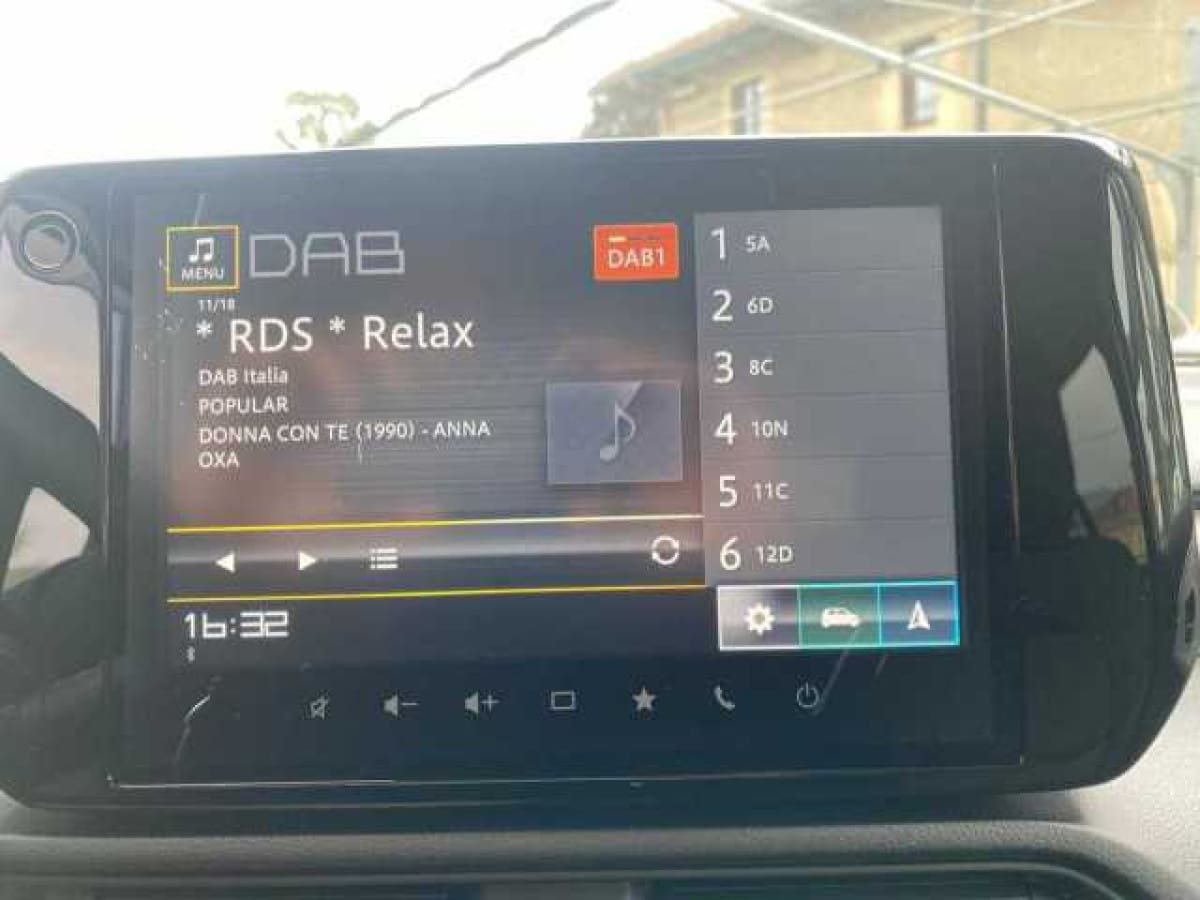 MENU
DAB
DAB1
11/18
* RDS * Relax
DAB Italia
POPULAR
DONNA CON TE (1990) - ANNA
OXA
1 5A
2 6D
3 8C
4 10N
5 11C
6 12D
16:32